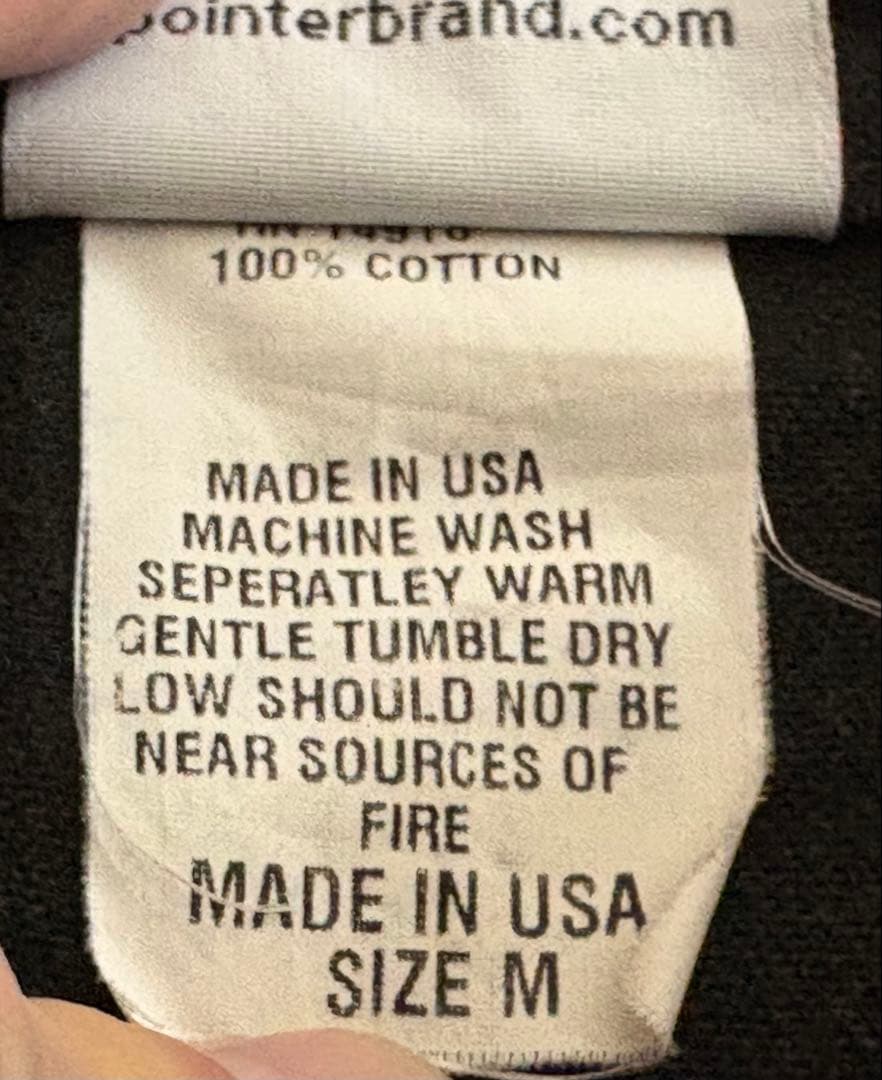 pointerbrand.com
100% COTTON
MADE IN USA
MACHINE WASH
SEPERATLEY WARM
GENTLE TUMBLE DRY
LOW SHOULD NOT BE
NEAR SOURCES OF
FIRE
MADE IN USA
SIZE M